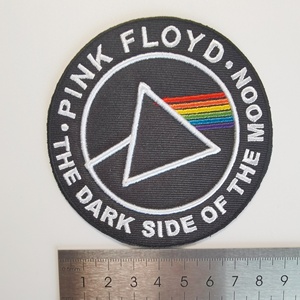 PINK FLOYD
THE DARK SIDE OF THE MOON
1 2 3 4 5 6 7 8 9